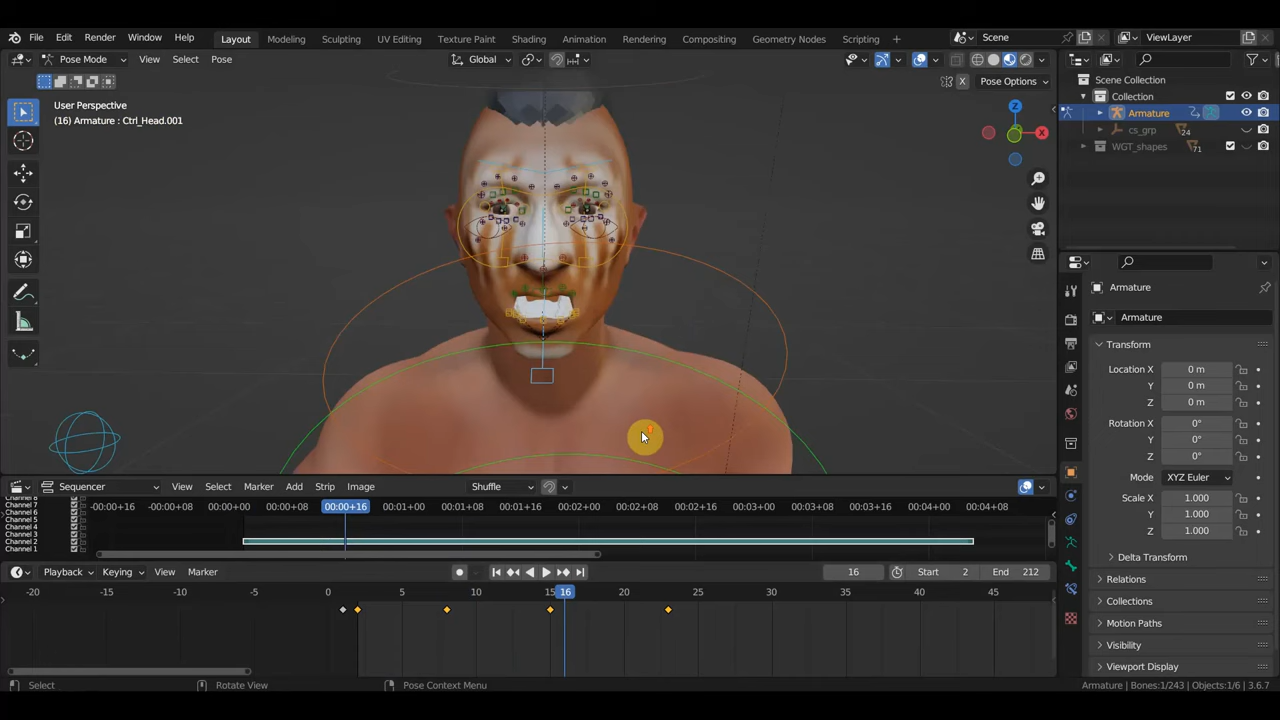 File Edit Render Window Help Layout Modeling Sculpting UV Editing Texture Paint Shading Animation Rendering Compositing Geometry Nodes Scripting + Scene ViewLayer
Pose Mode View Select Pose Global
X Pose Options
User Perspective
(16) Armature : Ctrl_Head.001
Z
X
Scene Collection
Collection
Armature
cs_grp 24
WGT_shapes 71
Armature
Armature
Transform
Location X 0 m
Y 0 m
Z 0 m
Rotation X 0°
Y 0°
Z 0°
Mode XYZ Euler
Scale X 1.000
Y 1.000
Z 1.000
Delta Transform
Relations
Collections
Motion Paths
Visibility
Viewport Display
Sequencer View Select Marker Add Strip Image Shuffle
Channel 7
Channel 6
Channel 5
Channel 4
Channel 3
Channel 2
Channel 1
-00:00+16 -00:00+08 00:00+00 00:00+08 00:00+16 00:01+00 00:01+08 00:01+16 00:02+00 00:02+08 00:02+16 00:03+00 00:03+08 00:03+16 00:04+00 00:04+08
Playback Keying View Marker 16 Start 2 End 212
-20 -15 -10 -5 0 5 10 15 16 20 25 30 35 40 45
Select Rotate View Pose Context Menu Armature | Bones:1/243 | Objects:1/6 | 3.6.7